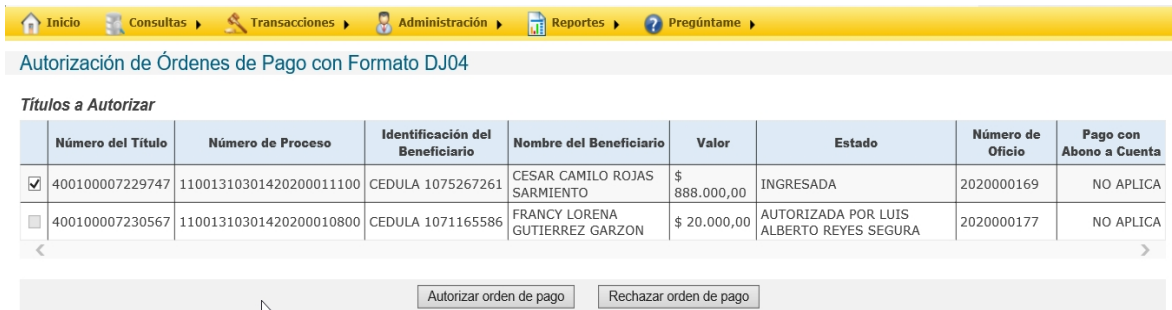 Inicio Consultas Transacciones Administración Reportes Pregúntame
Autorización de Órdenes de Pago con Formato DJ04
Títulos a Autorizar
Número del Título Número de Proceso Identificación del Beneficiario Nombre del Beneficiario Valor Estado Número de Oficio Pago con Abono a Cuenta
400100007229747 11001310301420200011100 CEDULA 1075267261 CESAR CAMILO ROJAS SARMIENTO $ 888.000,00 INGRESADA 2020000169 NO APLICA
400100007230567 11001310301420200010800 CEDULA 1071165586 FRANCY LORENA GUTIERREZ GARZON $ 20.000,00 AUTORIZADA POR LUIS ALBERTO REYES SEGURA 2020000177 NO APLICA
Autorizar orden de pago Rechazar orden de pago